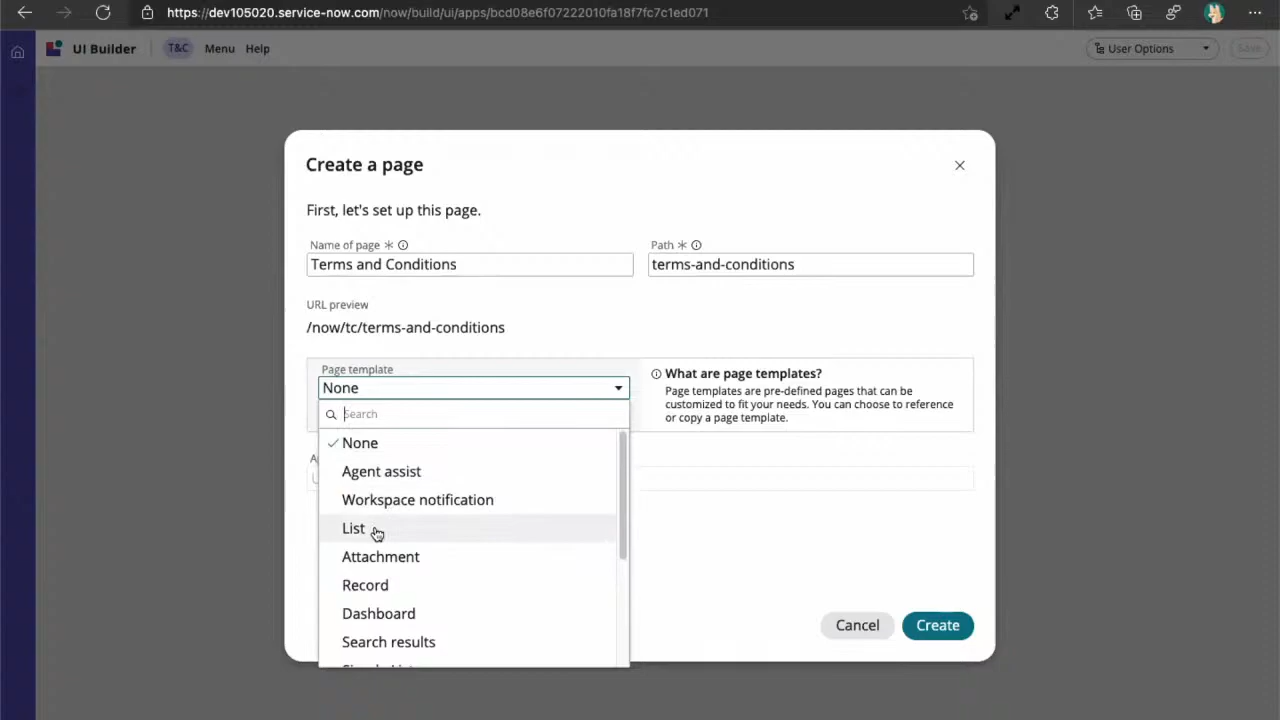 https://dev105020.service-now.com/now/build/ui/apps/bcd08e6f07222010fa18f7fc7c1ed071
UI Builder T&C Menu Help User Options Save
Create a page
First, let's set up this page.
Name of page * Path *
Terms and Conditions terms-and-conditions
URL preview
/now/tc/terms-and-conditions
Page template
None
What are page templates?
Page templates are pre-defined pages that can be
customized to fit your needs. You can choose to reference
or copy a page template.
Search
None
Agent assist
Workspace notification
List
Attachment
Record
Dashboard
Search results
Cancel Create